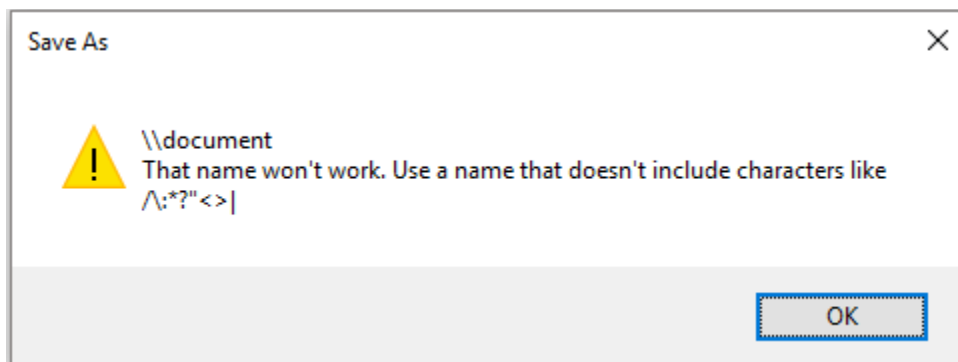 Save As
\\document
That name won't work. Use a name that doesn't include characters like
/\:*?"<>|
OK